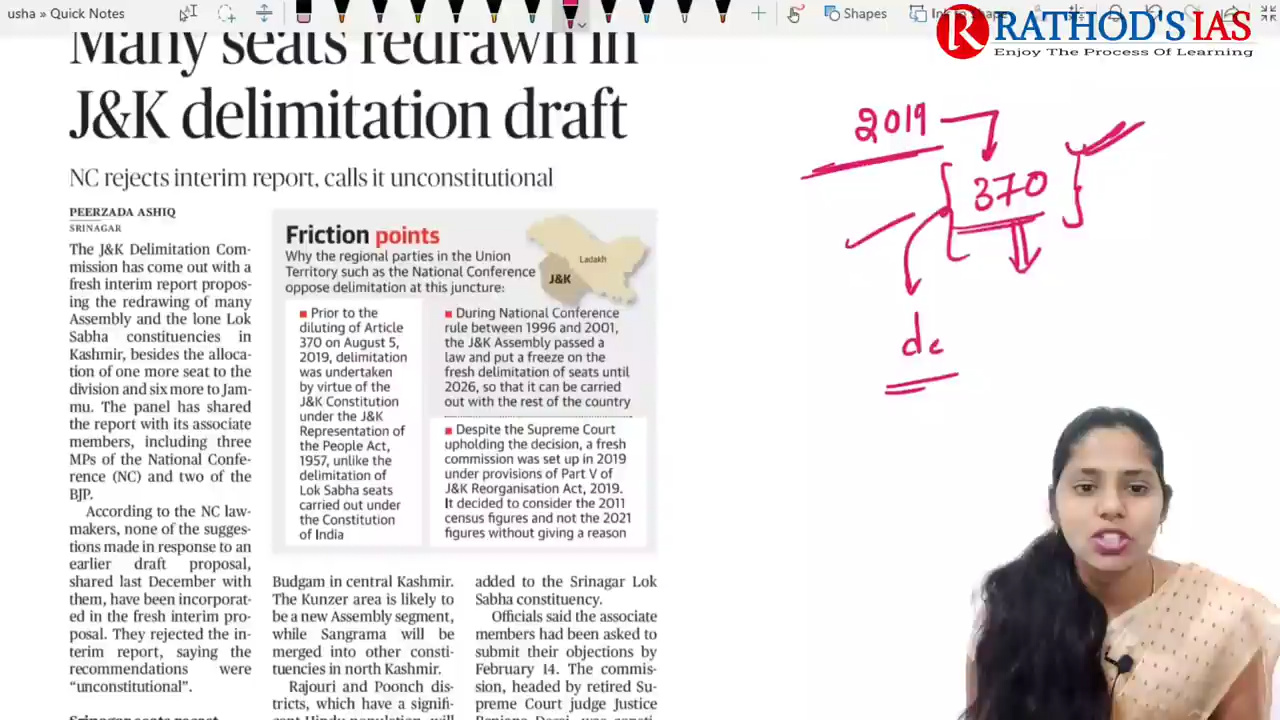 usha » Quick Notes
Shapes
RATHOD'S IAS
Enjoy The Process Of Learning
Many seats redrawn in
J&K delimitation draft
NC rejects interim report, calls it unconstitutional
PEERZADA ASHIQ
SRINAGAR
The J&K Delimitation Com-
mission has come out with a
fresh interim report propos-
ing the redrawing of many
Assembly and the lone Lok
Sabha constituencies in
Kashmir, besides the alloca-
tion of one more seat to the
division and six more to Jam-
mu. The panel has shared
the report with its associate
members, including three
MPs of the National Confe-
rence (NC) and two of the
BJP.
According to the NC law-
makers, none of the sugges-
tions made in response to an
earlier draft proposal,
shared last December with
them, have been incorporat-
ed in the fresh interim pro-
posal. They rejected the in-
terim report, saying the
recommendations were
"unconstitutional".
Friction points
Why the regional parties in the Union
Territory such as the National Conference
oppose delimitation at this juncture:
Ladakh
J&K
■ Prior to the
diluting of Article
370 on August 5,
2019, delimitation
was undertaken
by virtue of the
J&K Constitution
under the J&K
Representation of
the People Act,
1957, unlike the
delimitation of
Lok Sabha seats
carried out under
the Constitution
of India
■ During National Conference
rule between 1996 and 2001,
the J&K Assembly passed a
law and put a freeze on the
fresh delimitation of seats until
2026, so that it can be carried
out with the rest of the country
■ Despite the Supreme Court
upholding the decision, a fresh
commission was set up in 2019
under provisions of Part V of
J&K Reorganisation Act, 2019.
It decided to consider the 2011
census figures and not the 2021
figures without giving a reason
Budgam in central Kashmir.
The Kunzer area is likely to
be a new Assembly segment,
while Sangrama will be
merged into other consti-
tuencies in north Kashmir.
Rajouri and Poonch dis-
tricts, which have a signifi-
added to the Srinagar Lok
Sabha constituency.
Officials said the associate
members had been asked to
submit their objections by
February 14. The commis-
sion, headed by retired Su-
preme Court judge Justice
2019
370
de